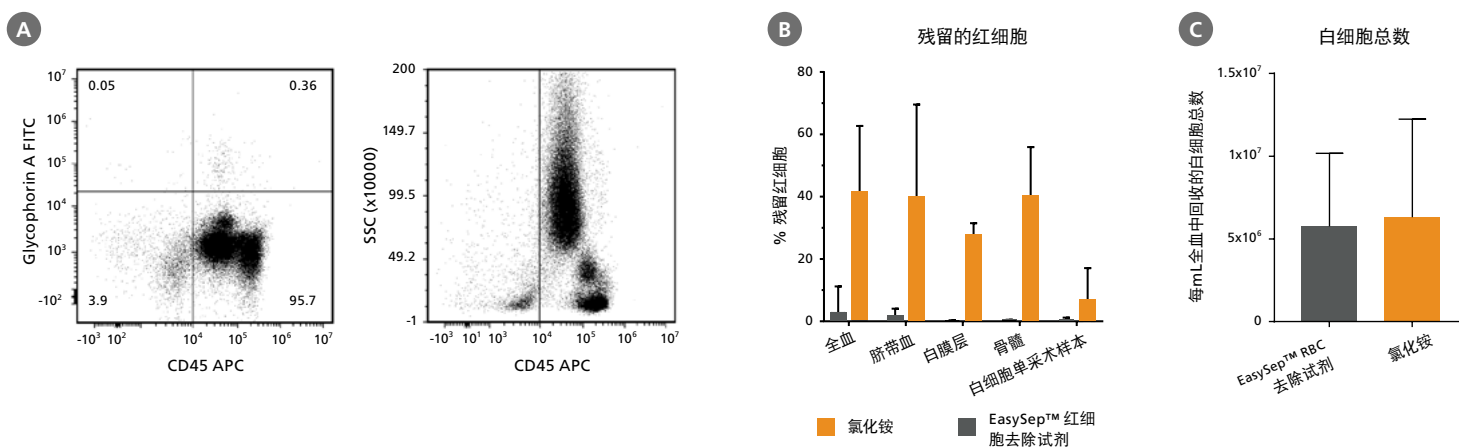 A
0.05
0.36
3.9
95.7
10⁷
10⁶
10⁵
10⁴
10³
-10²
Glycophorin A FITC
-10³ 10² 10³ 10⁴ 10⁵ 10⁶ 10⁷
CD45 APC
200
149.7
99.5
49.2
-1
SSC (x10000)
-10³ 10¹ 10³ 10⁴ 10⁵ 10⁶ 10⁷
CD45 APC
B
残留的红细胞
80
60
40
20
0
% 残留红细胞
全血
脐带血
白膜层
骨髓
白细胞单采术样本
氯化铵
EasySep™ 红细
胞去除试剂
C
白细胞总数
1.5x10⁷
1x10⁷
5x10⁶
0
每mL全血中回收的白细胞总数
EasySep™ RBC
去除试剂
氯化铵